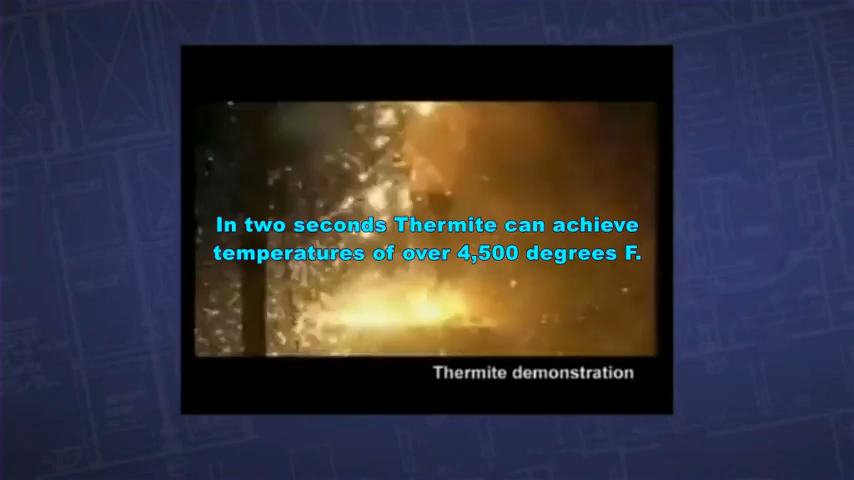 In two seconds Thermite can achieve
temperatures of over 4,500 degrees F.
Thermite demonstration